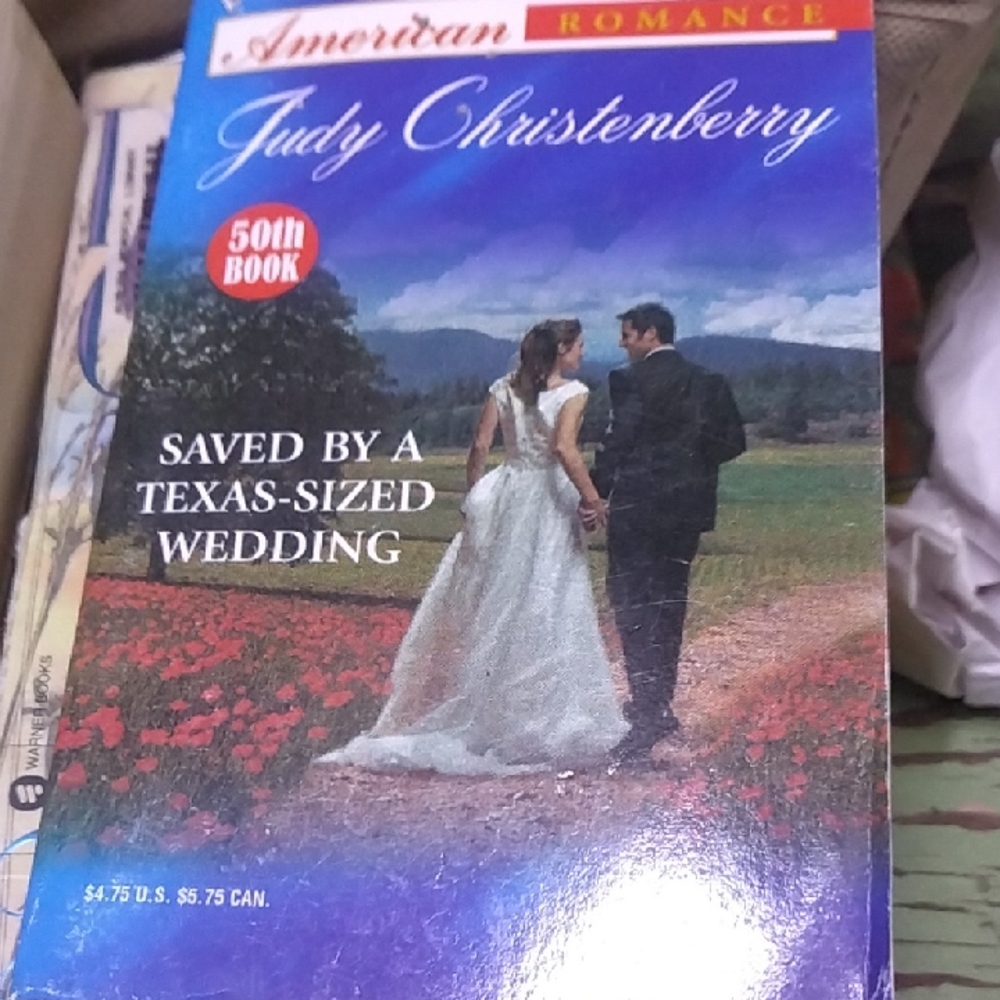 American ROMANCE
Judy Christenberry
50th
BOOK
SAVED BY A
TEXAS-SIZED
WEDDING
$4.75 U.S. $5.75 CAN.
WARNER BOOKS